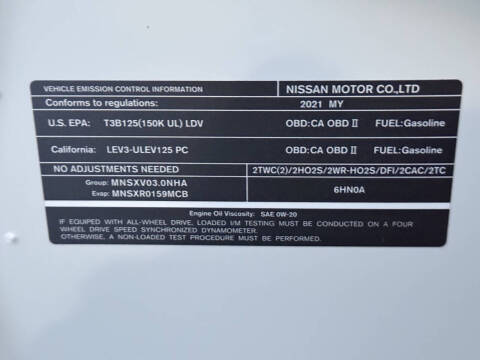 VEHICLE EMISSION CONTROL INFORMATION NISSAN MOTOR CO.,LTD
Conforms to regulations: 2021 MY
U.S. EPA: T3B125(150K UL) LDV OBD:CA OBD II FUEL:Gasoline
California: LEV3-ULEV125 PC OBD:CA OBD II FUEL:Gasoline
NO ADJUSTMENTS NEEDED 2TWC(2)/2HO2S/2WR-HO2S/DFI/2CAC/2TC
Group: MNSXV03.0NHA
Evap: MNSXR0159MCB
6HN0A
Engine Oil Viscosity: SAE 0W-20
IF EQUIPPED WITH ALL-WHEEL DRIVE, LOADED I/M TESTING MUST BE CONDUCTED ON A FOUR
WHEEL DRIVE SPEED SYNCHRONIZED DYNAMOMETER.
OTHERWISE, A NON-LOADED TEST PROCEDURE MUST BE PERFORMED.